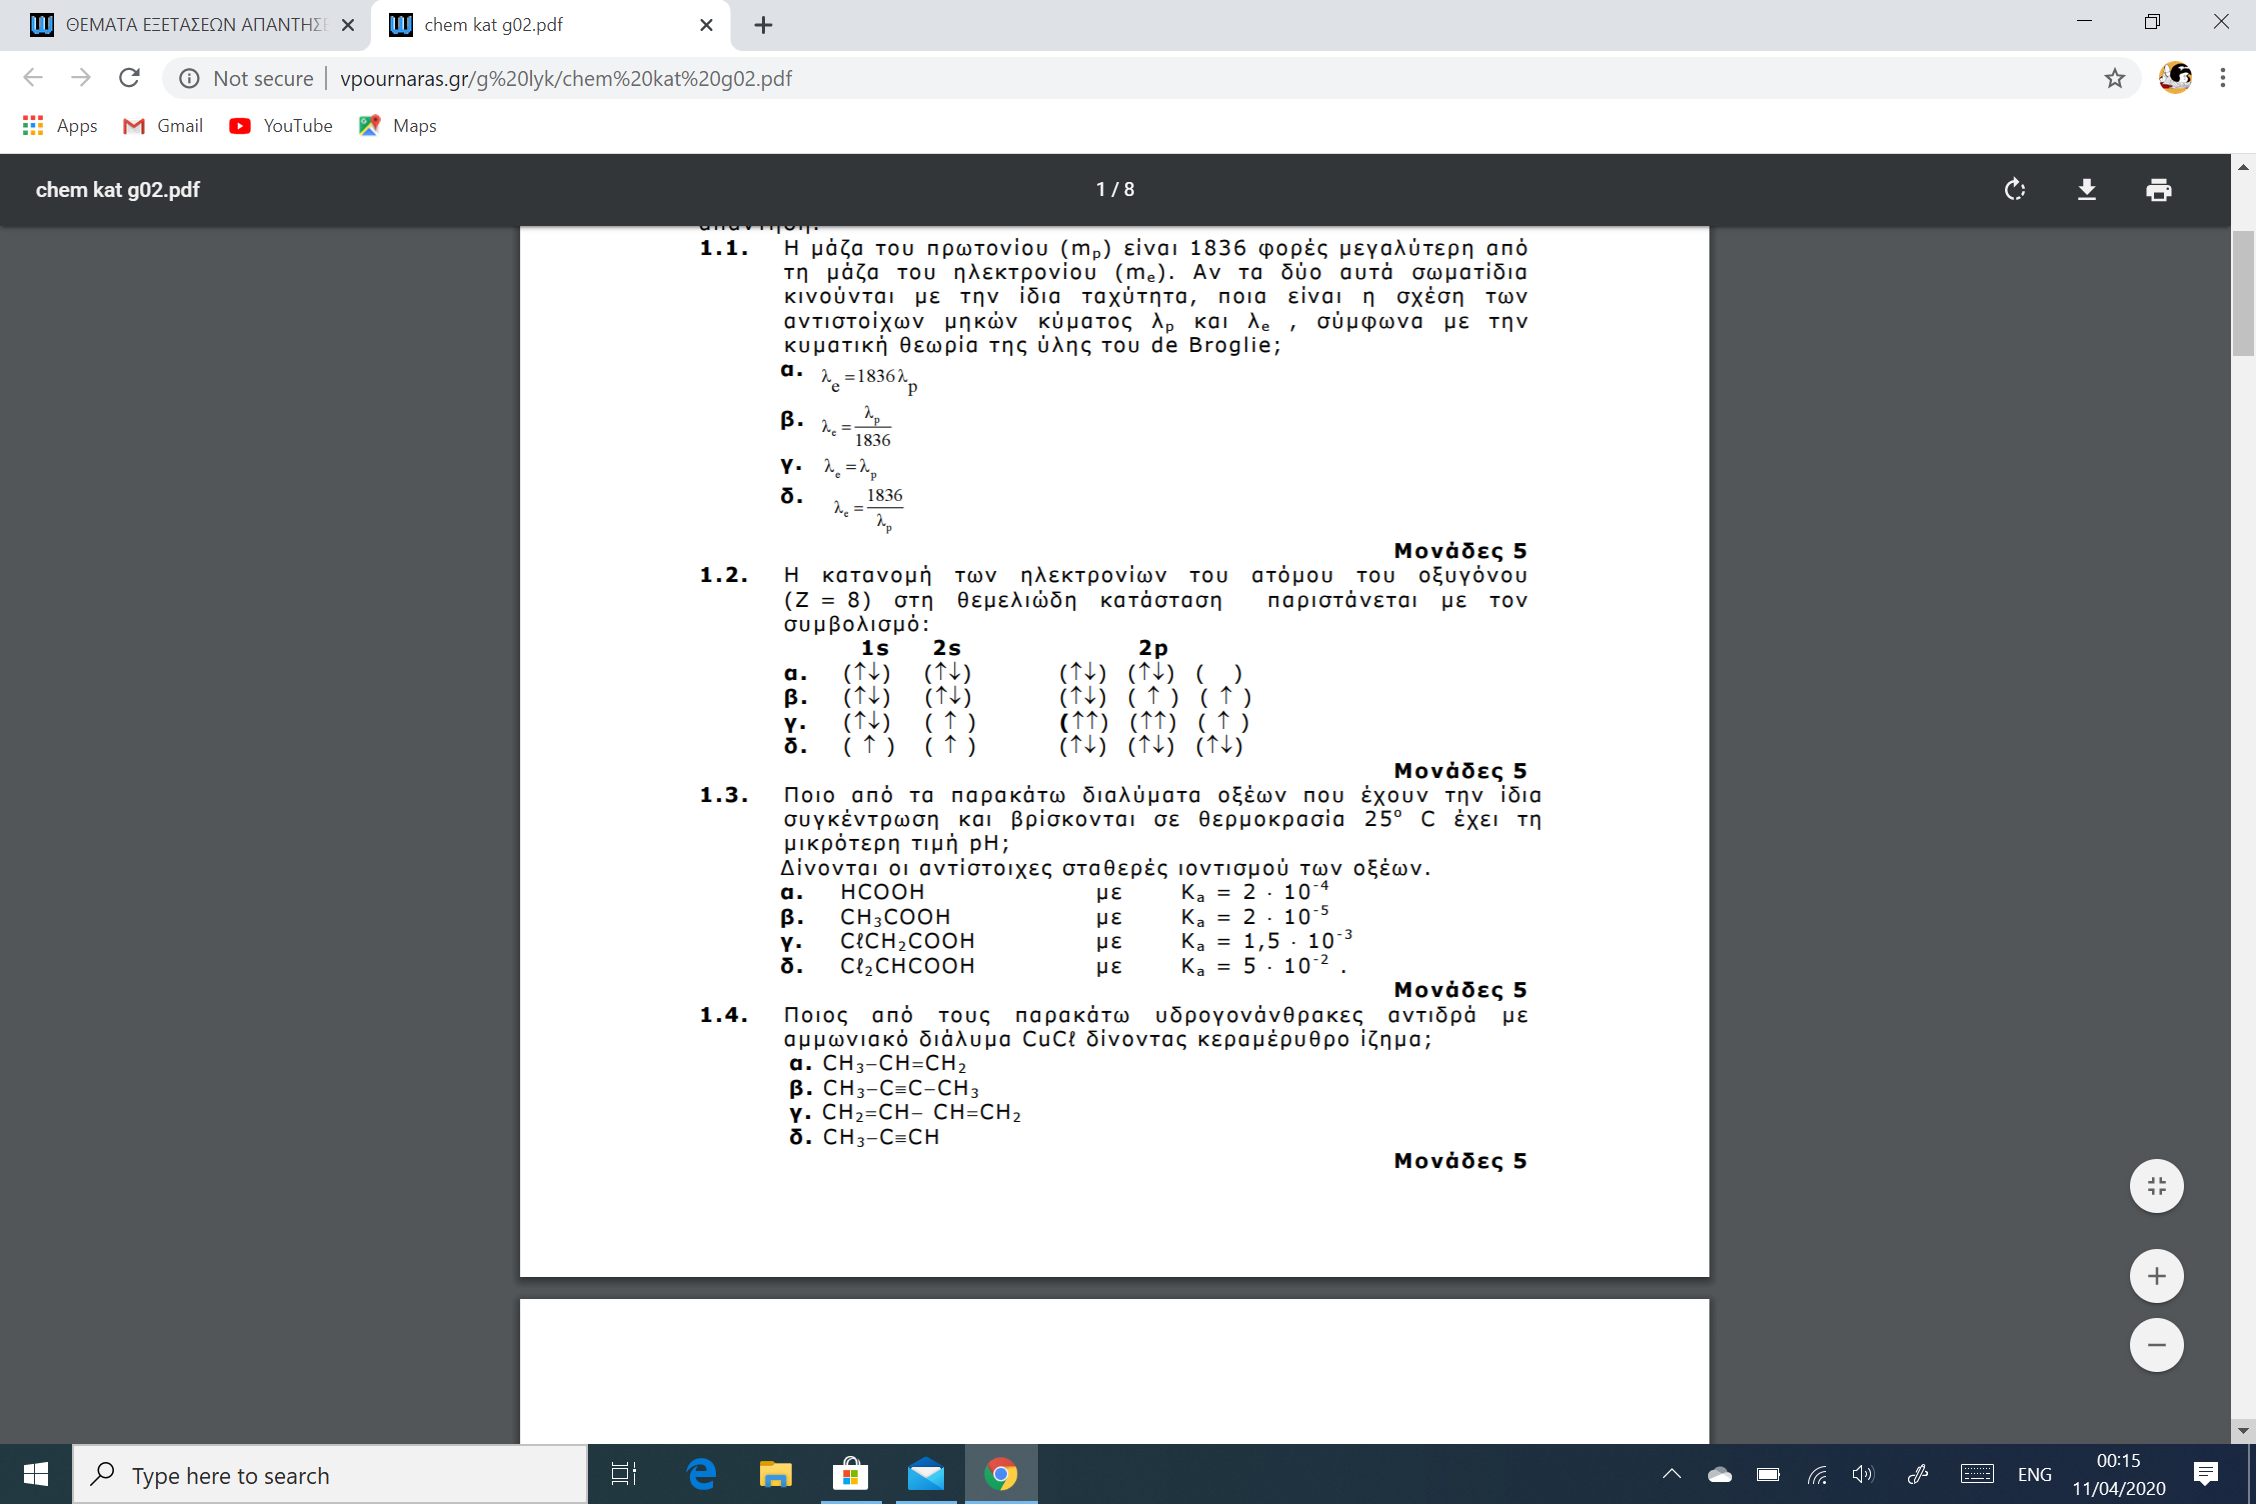 ΘΕΜΑΤΑ ΕΞΕΤΑΣΕΩΝ ΑΠΑΝΤΗΣΕ
chem kat g02.pdf
Not secure
vpournaras.gr/g%20lyk/chem%20kat%20g02.pdf
Apps
Gmail
YouTube
Maps
chem kat g02.pdf
1 / 8
1.1. Η μάζα του πρωτονίου (mₚ) είναι 1836 φορές μεγαλύτερη από
τη μάζα του ηλεκτρονίου (mₑ). Αν τα δύο αυτά σωματίδια
κινούνται με την ίδια ταχύτητα, ποια είναι η σχέση των
αντιστοίχων μηκών κύματος λₚ και λₑ , σύμφωνα με την
κυματική θεωρία της ύλης του de Broglie;
α. λₑ =1836λₚ
β. λₑ = λₚ/1836
γ. λₑ =λₚ
δ. λₑ = 1836/λₚ
Μονάδες 5
1.2. Η κατανομή των ηλεκτρονίων του ατόμου του οξυγόνου
(Z = 8) στη θεμελιώδη κατάσταση παριστάνεται με τον
συμβολισμό:
1s 2s 2p
α. (↑↓) (↑↓) (↑↓) (↑↓) ( )
β. (↑↓) (↑↓) (↑↓) ( ↑ ) ( ↑ )
γ. (↑↓) ( ↑ ) (↑↑) (↑↑) ( ↑ )
δ. ( ↑ ) ( ↑ ) (↑↓) (↑↓) (↑↓)
Μονάδες 5
1.3. Ποιο από τα παρακάτω διαλύματα οξέων που έχουν την ίδια
συγκέντρωση και βρίσκονται σε θερμοκρασία 25º C έχει τη
μικρότερη τιμή pH;
Δίνονται οι αντίστοιχες σταθερές ιοντισμού των οξέων.
α. HCOOH με Kₐ = 2 · 10⁻⁴
β. CH₃COOH με Kₐ = 2 · 10⁻⁵
γ. CℓCH₂COOH με Kₐ = 1,5 · 10⁻³
δ. Cℓ₂CHCOOH με Kₐ = 5 · 10⁻² .
Μονάδες 5
1.4. Ποιος από τους παρακάτω υδρογονάνθρακες αντιδρά με
αμμωνιακό διάλυμα CuCℓ δίνοντας κεραμέρυθρο ίζημα;
α. CH₃–CH=CH₂
β. CH₃–C≡C–CH₃
γ. CH₂=CH– CH=CH₂
δ. CH₃–C≡CH
Μονάδες 5
Type here to search
ENG
00:15
11/04/2020